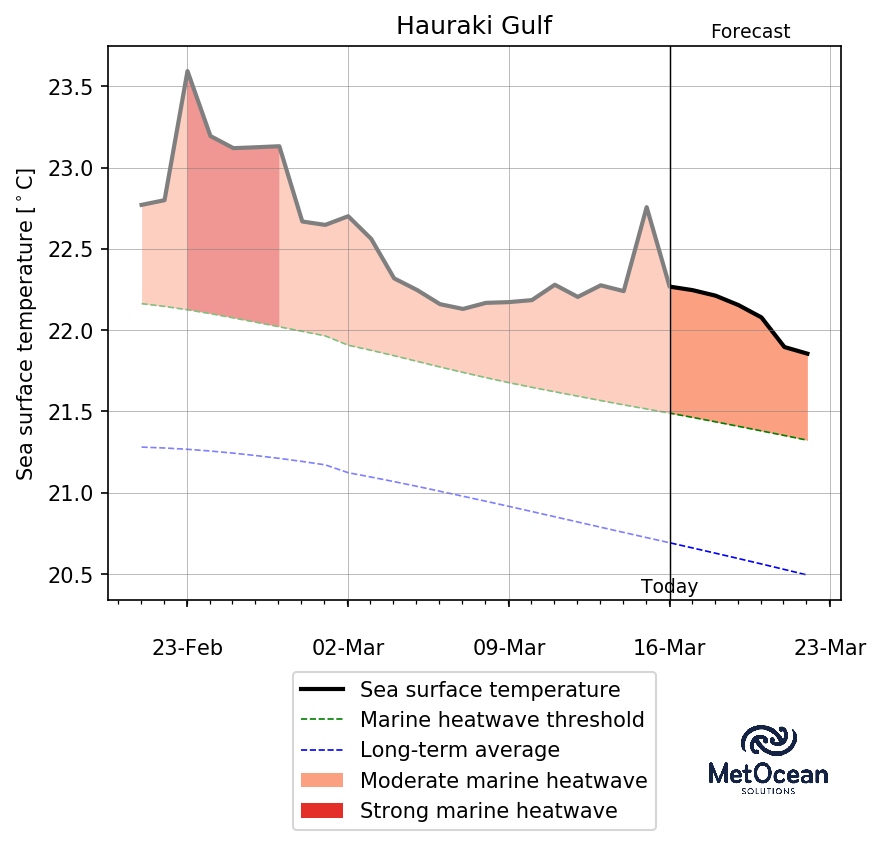 Hauraki Gulf
Forecast
23.5
23.0
22.5
22.0
21.5
21.0
20.5
Sea surface temperature [°C]
Today
23-Feb
02-Mar
09-Mar
16-Mar
23-Mar
Sea surface temperature
Marine heatwave threshold
Long-term average
Moderate marine heatwave
Strong marine heatwave
MetOcean
SOLUTIONS